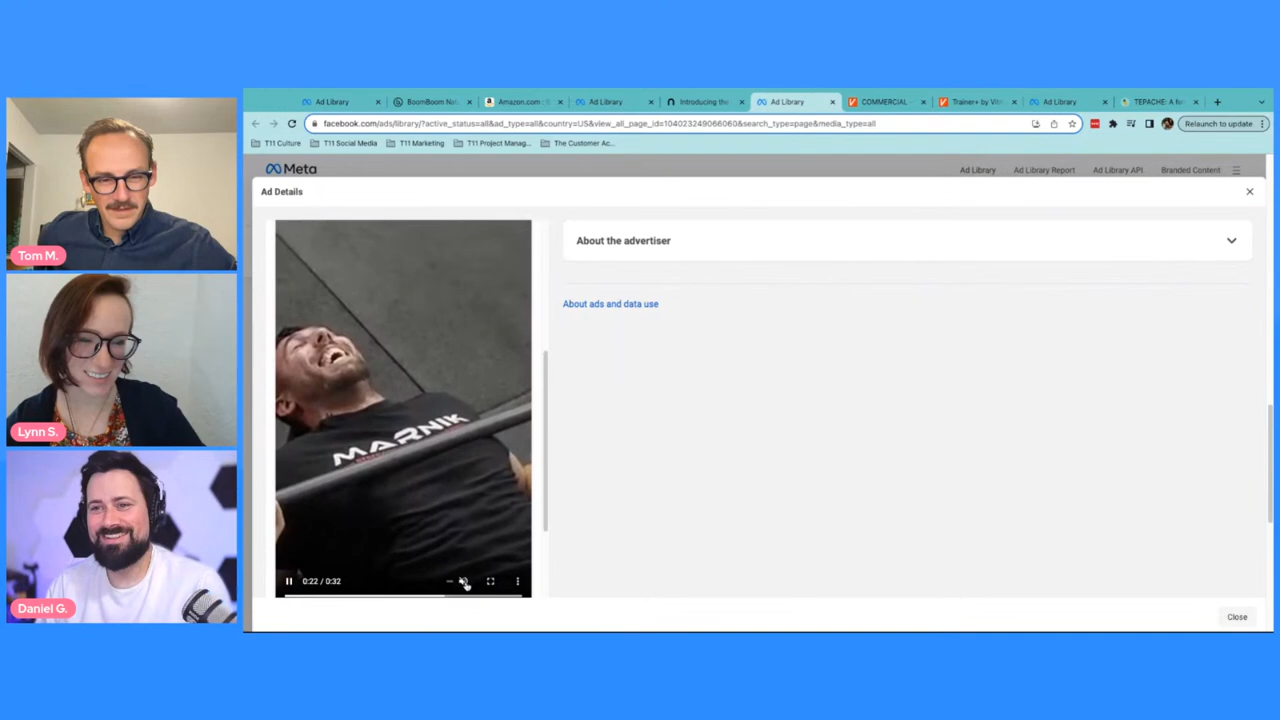 Tom M.
Lynn S.
Daniel G.
Ad Library
BoomBoom Nat
Amazon.com : S
Ad Library
Introducing the
Ad Library
COMMERCIAL -
Trainer+ by Vit
Ad Library
TEPACHE: A fer
facebook.com/ads/library/?active_status=all&ad_type=all&country=US&view_all_page_id=104023249066060&search_type=page&media_type=all
Relaunch to update
T11 Culture
T11 Social Media
T11 Marketing
T11 Project Manag...
The Customer Ac...
Meta
Ad Library
Ad Library Report
Ad Library API
Branded Content
Ad Details
About the advertiser
About ads and data use
MARNIK
0:22 / 0:32
Close